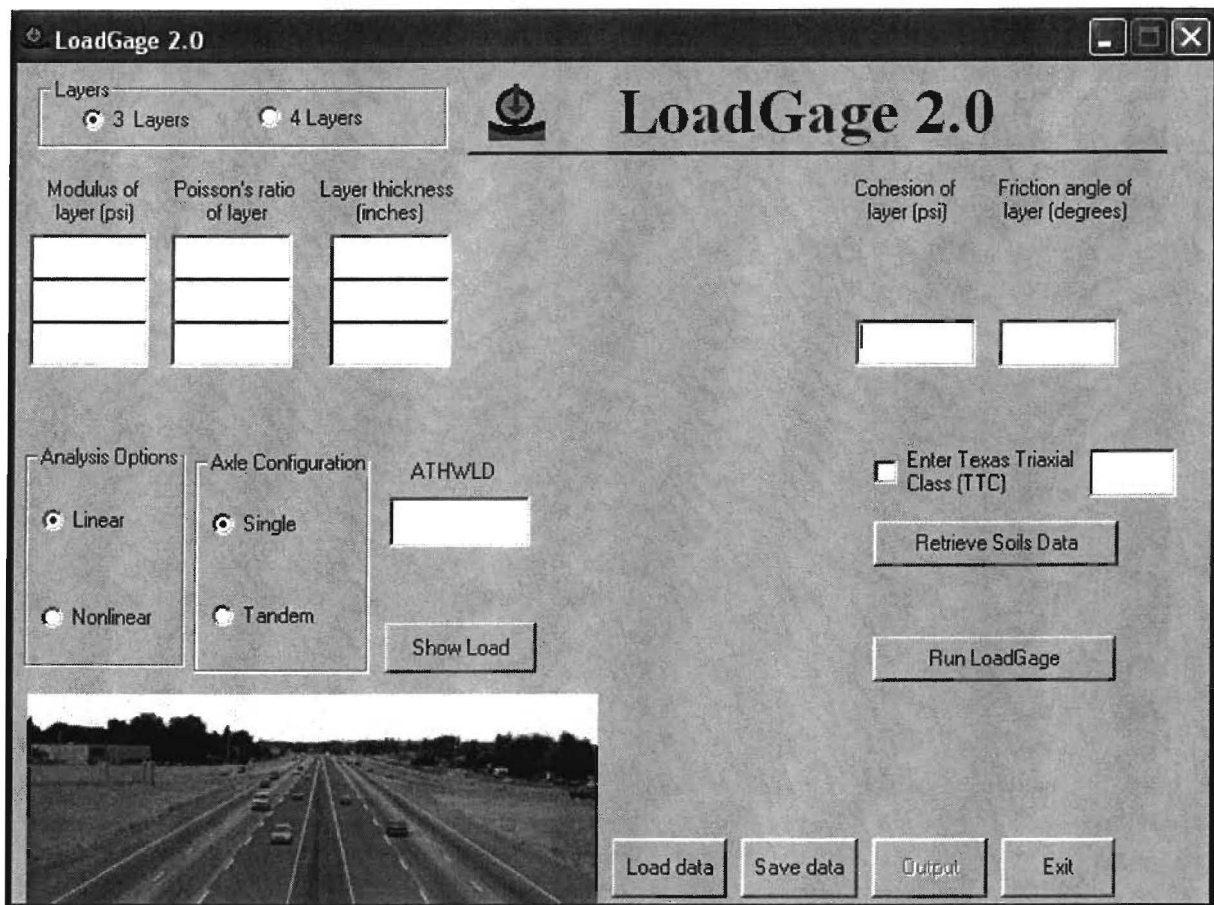 LoadGage 2.0
Layers
3 Layers
4 Layers
LoadGage 2.0
Modulus of
layer (psi)
Poisson's ratio
of layer
Layer thickness
(inches)
Cohesion of
layer (psi)
Friction angle of
layer (degrees)
Analysis Options
Linear
Nonlinear
Axle Configuration
Single
Tandem
ATHWLD
Show Load
Enter Texas Triaxial
Class (TTC)
Retrieve Soils Data
Run LoadGage
Load data
Save data
Output
Exit